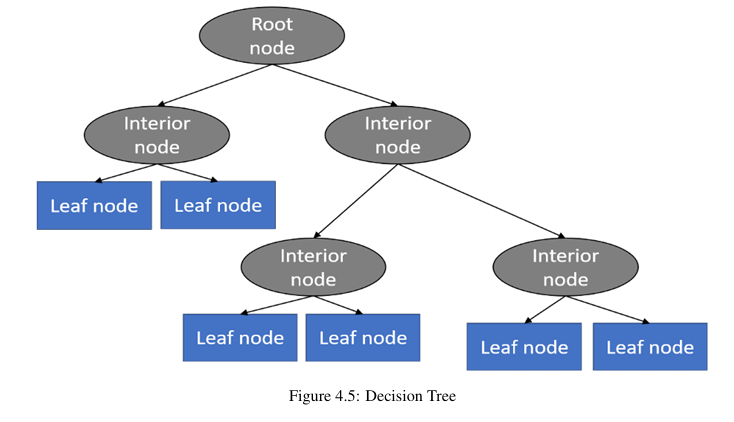 Root
node
Interior
node
Interior
node
Leaf node
Leaf node
Interior
node
Interior
node
Leaf node
Leaf node
Leaf node
Leaf node
Figure 4.5: Decision Tree